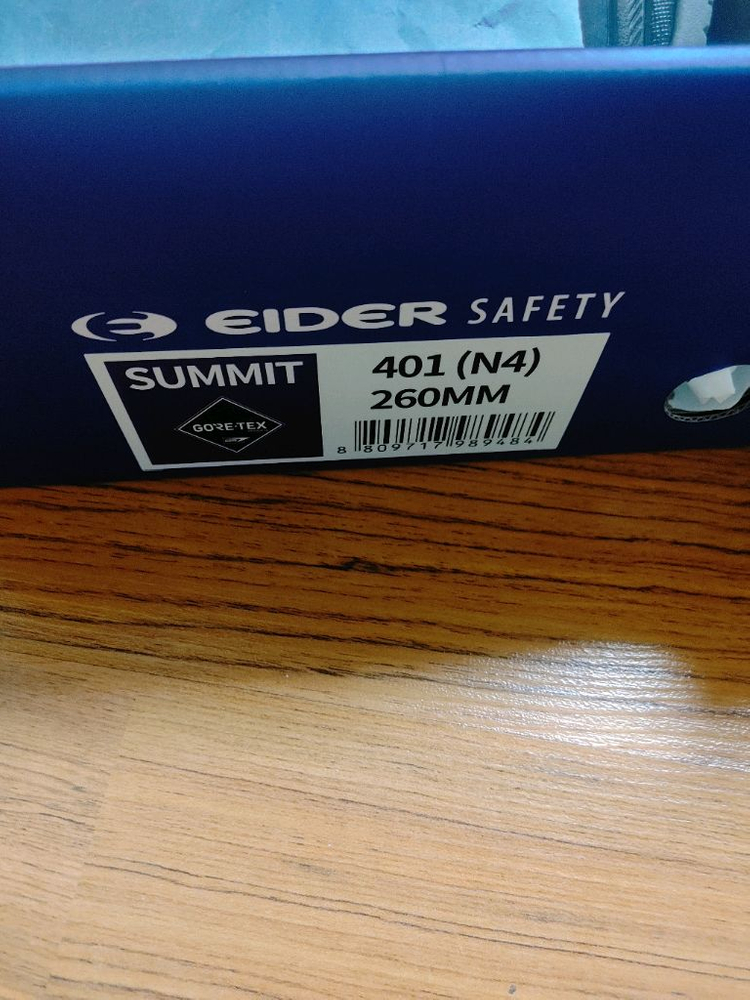 EIDER SAFETY
SUMMIT
GORE-TEX
401 (N4)
260MM
8 809717 989484